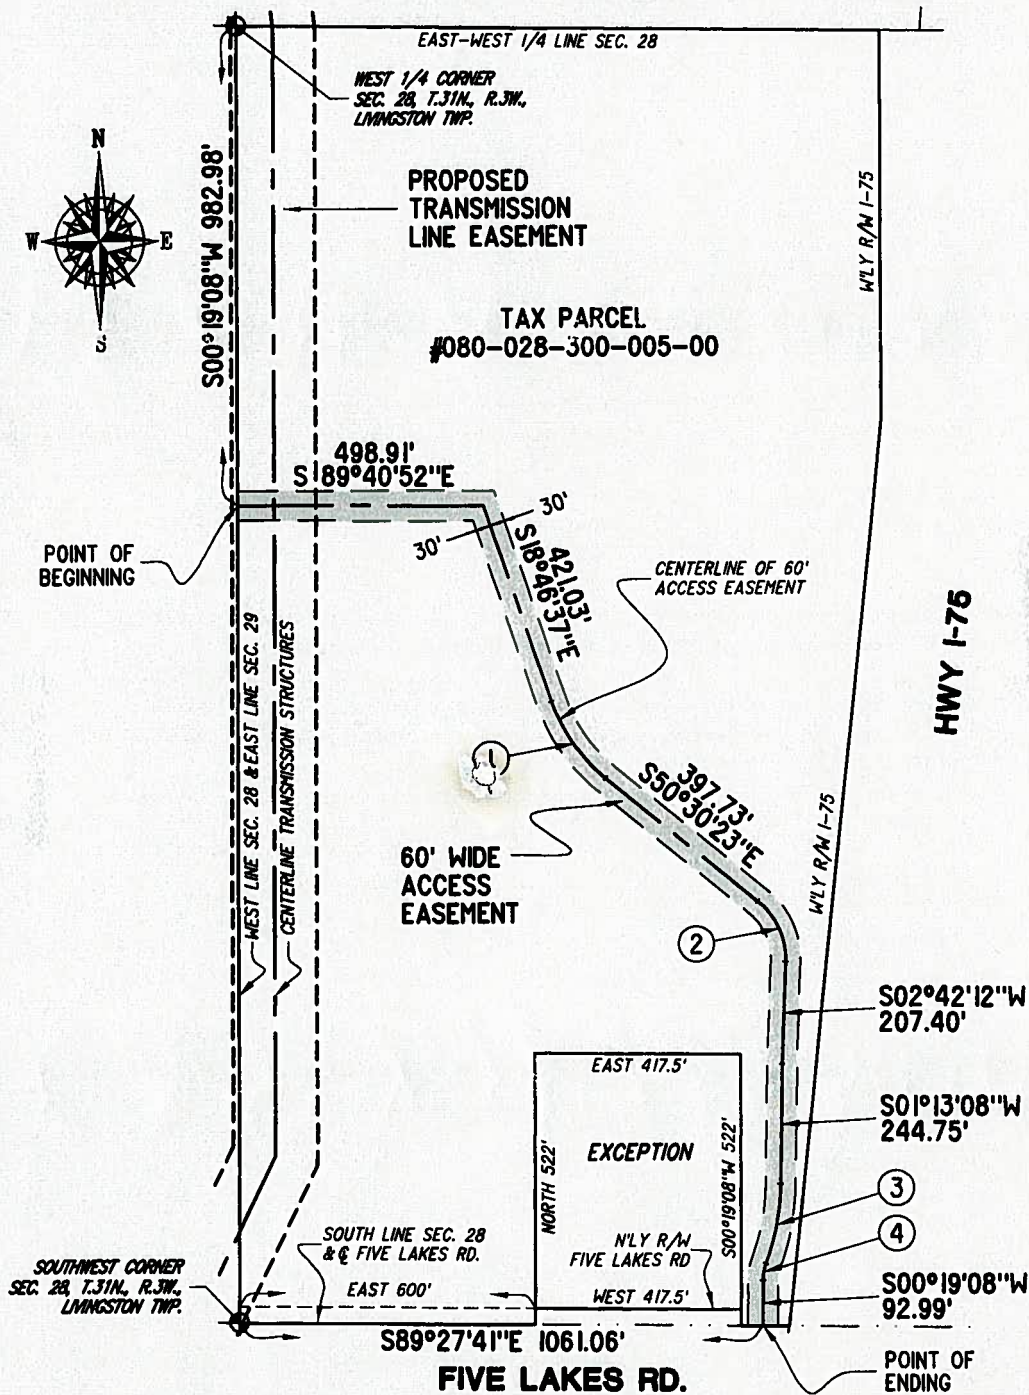 EAST-WEST 1/4 LINE SEC. 28
WEST 1/4 CORNER
SEC. 28, T.31N., R.3W.,
LIVINGSTON TWP.
N
W
E
S
S00°19'08"W 982.98'
PROPOSED
TRANSMISSION
LINE EASEMENT
W'LY R/W I-75
TAX PARCEL
#080-028-300-005-00
498.91'
S 89°40'52"E
30'
30'
421.03'
S18°46'37"E
POINT OF
BEGINNING
CENTERLINE OF 60'
ACCESS EASEMENT
HWY I-75
WEST LINE SEC. 28 & EAST LINE SEC. 29
CENTERLINE TRANSMISSION STRUCTURES
1
397.73'
S50°30'23"E
W'LY R/W I-75
60' WIDE
ACCESS
EASEMENT
2
S02°42'12"W
207.40'
EAST 417.5'
S01°13'08"W
244.75'
EXCEPTION
NORTH 522'
S00°19'08"W 522'
3
4
SOUTH LINE SEC. 28
& ℄ FIVE LAKES RD.
N'LY R/W
FIVE LAKES RD
SOUTHWEST CORNER
SEC. 28, T.31N., R.3W.,
LIVINGSTON TWP.
EAST 600'
WEST 417.5'
S00°19'08"W
92.99'
S89°27'41"E 1061.06'
FIVE LAKES RD.
POINT OF
ENDING